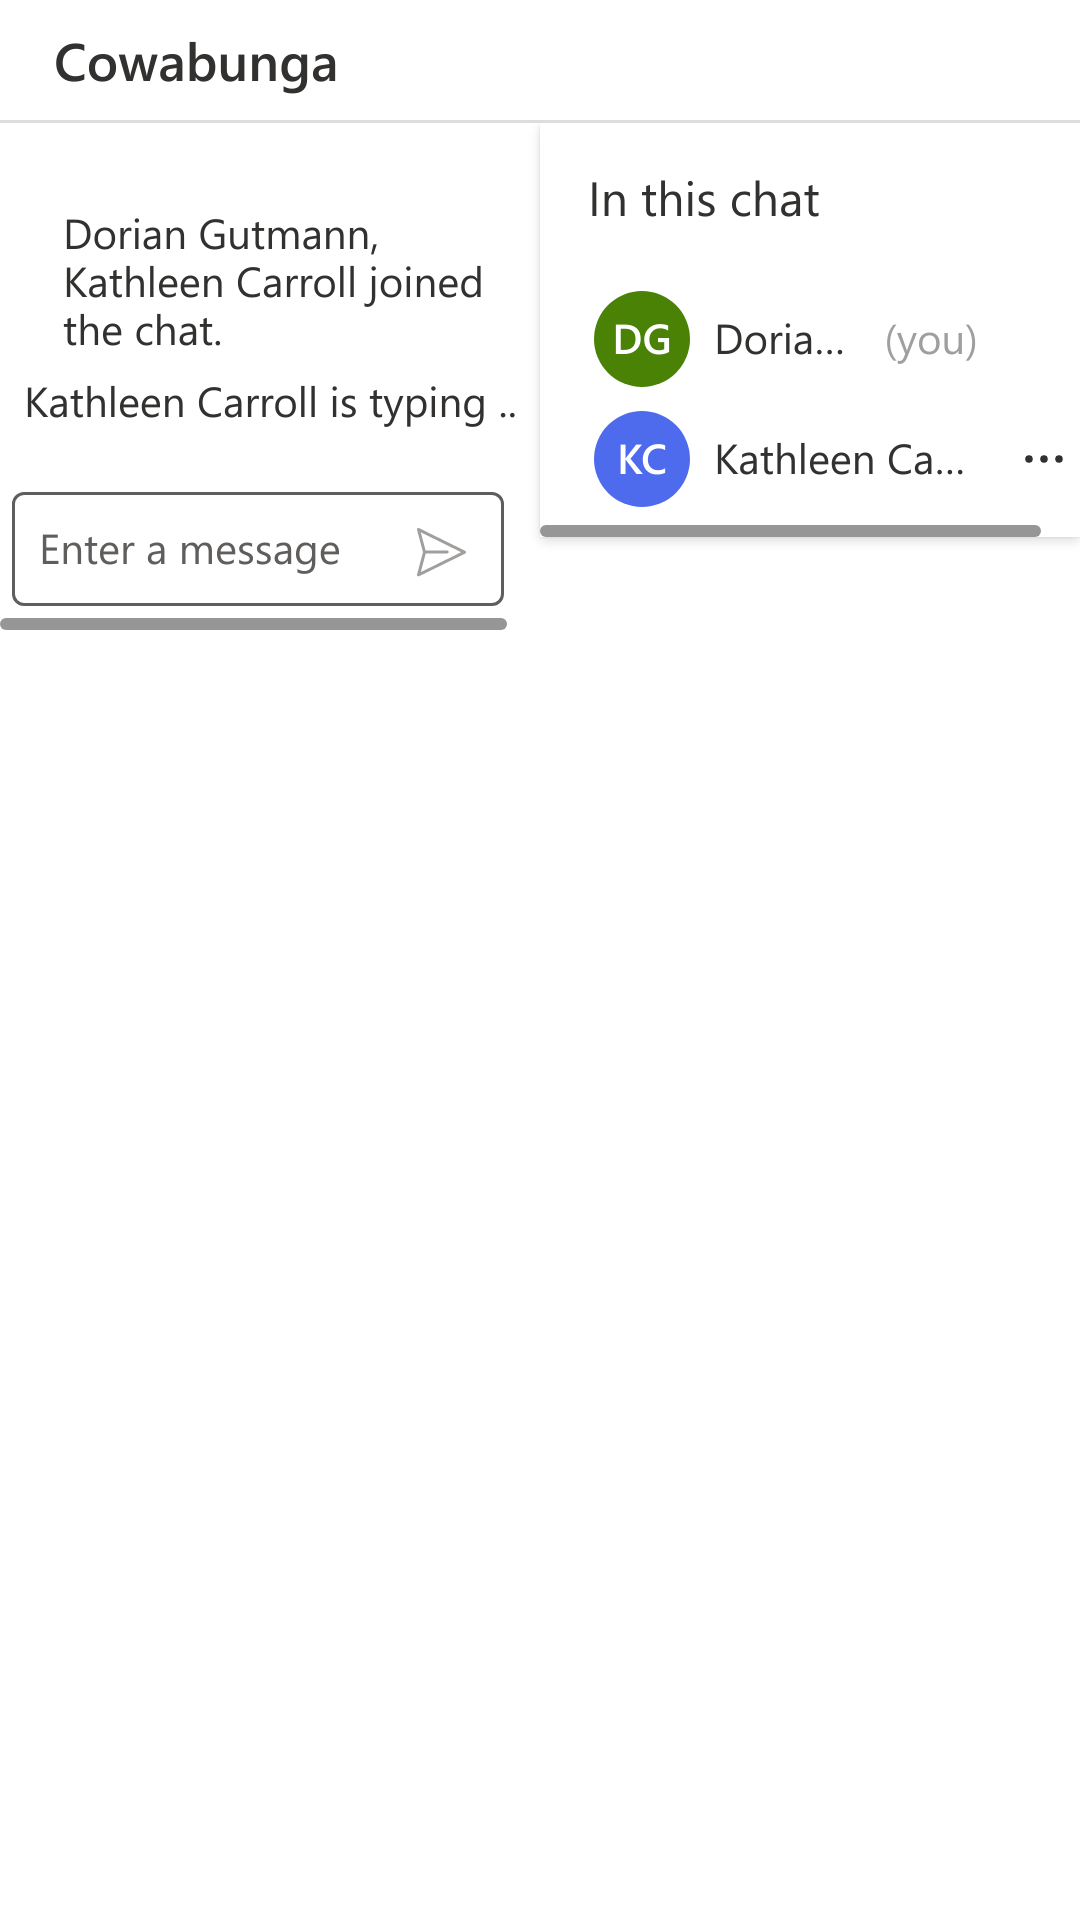 Cowabunga
Dorian Gutmann,
Kathleen Carroll joined
the chat.
Kathleen Carroll is typing ..
Enter a message
In this chat
DG Doria... (you)
KC Kathleen Ca...